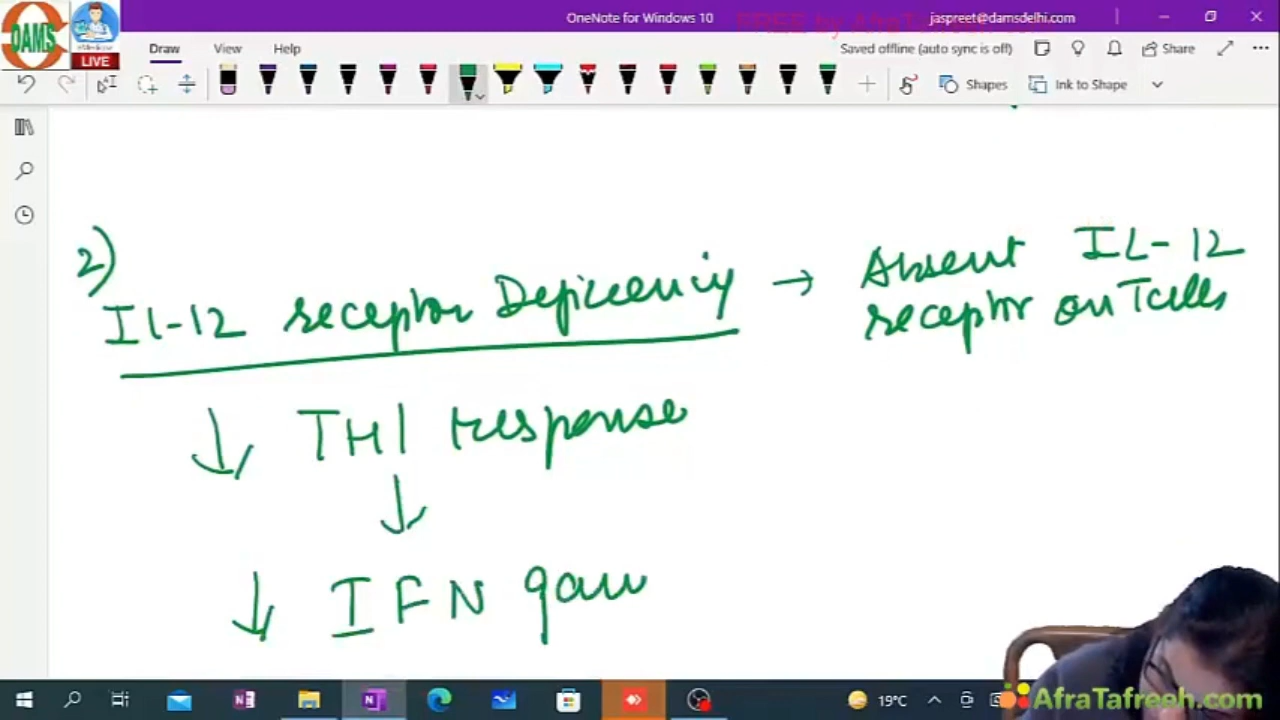 OneNote for Windows 10
jaspreet@damsdelhi.com
DAMS
eMedicoz
LIVE
Draw View Help
Saved offline (auto sync is off)
Share
Shapes
Ink to Shape
2)
IL-12 receptor Deficiency → Absent IL-12
receptor on T cells
↓ TH1 response
↓
↓ IFN gam
19°C
AfraTafreeh.com